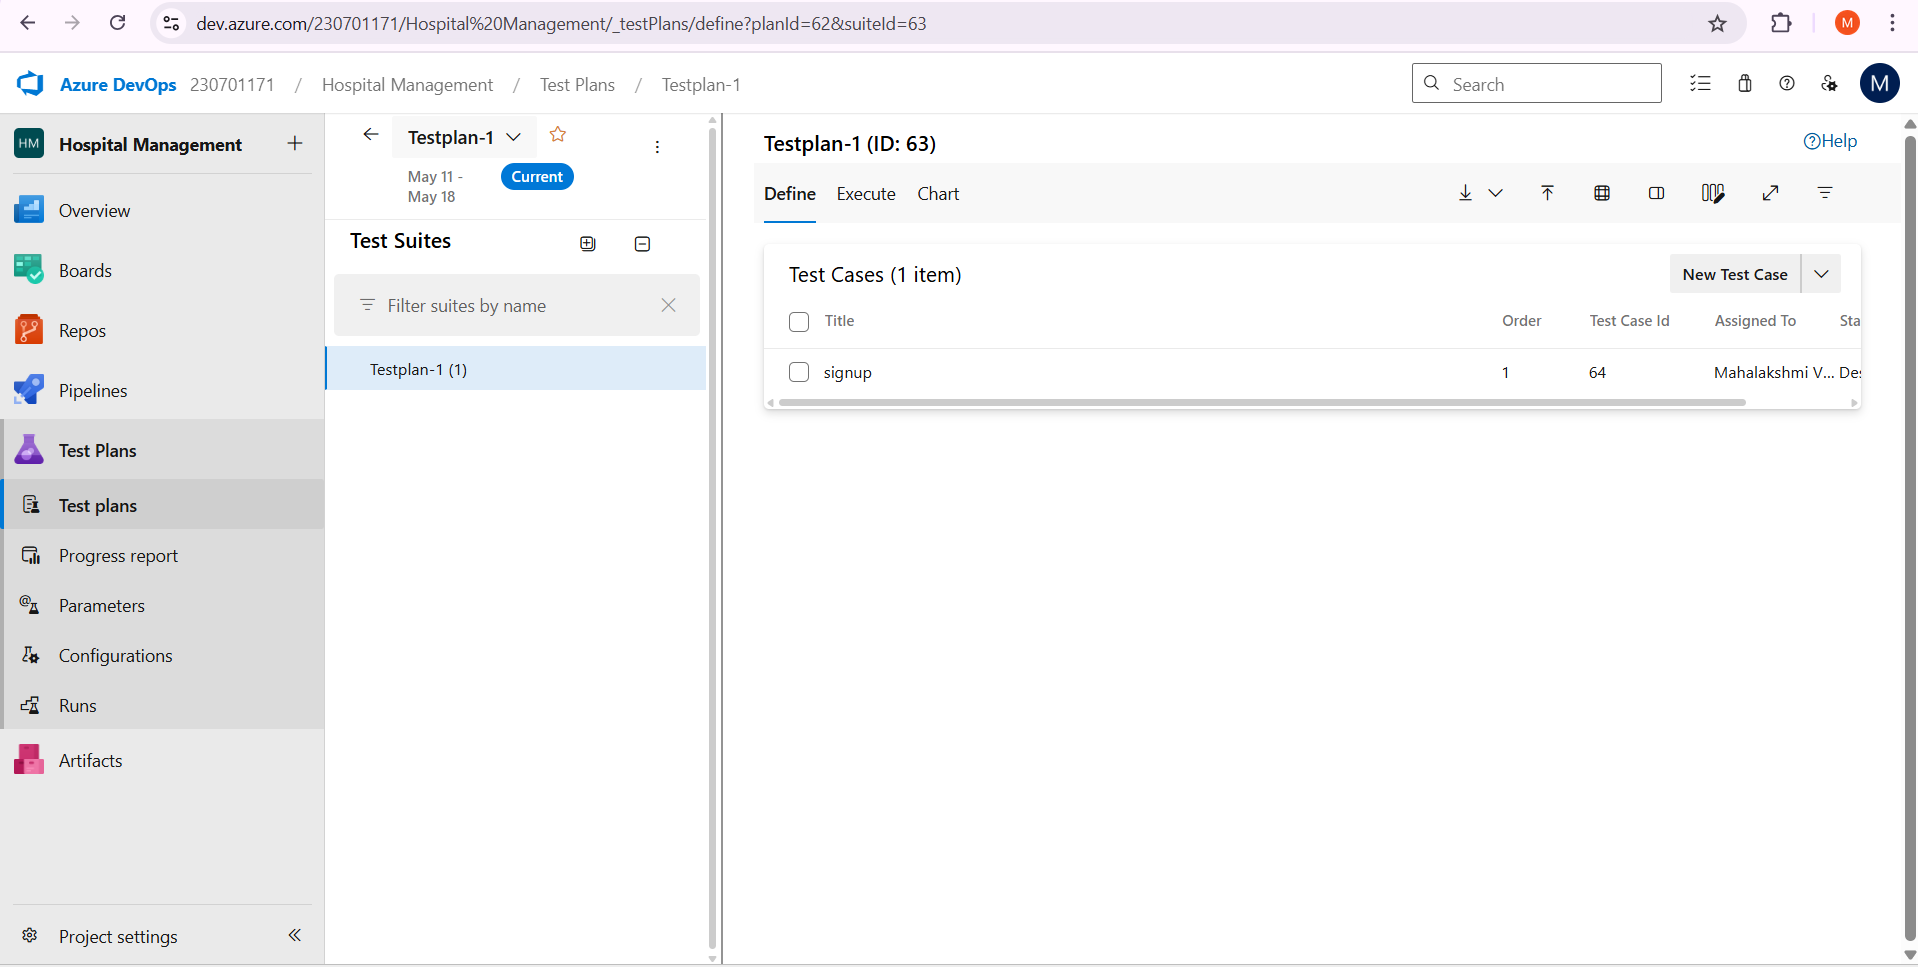 dev.azure.com/230701171/Hospital%20Management/_testPlans/define?planId=62&suiteId=63
M
Azure DevOps 230701171 / Hospital Management / Test Plans / Testplan-1
Search
M
HM Hospital Management
Overview
Boards
Repos
Pipelines
Test Plans
Test plans
Progress report
Parameters
Configurations
Runs
Artifacts
Project settings
Testplan-1
May 11 -
May 18
Current
Test Suites
Filter suites by name
Testplan-1 (1)
Testplan-1 (ID: 63)
Help
Define Execute Chart
Test Cases (1 item)
New Test Case
Title Order Test Case Id Assigned To Sta
signup 1 64 Mahalakshmi V... Des